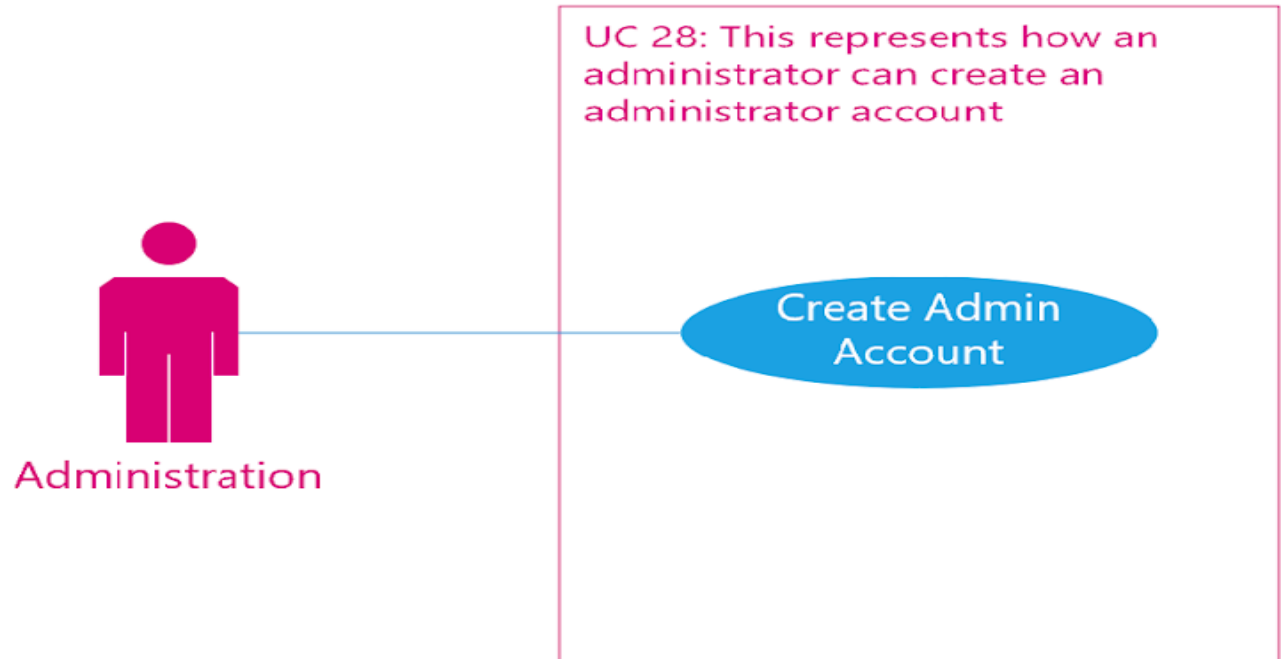 UC 28: This represents how an
administrator can create an
administrator account
Create Admin
Account
Administration